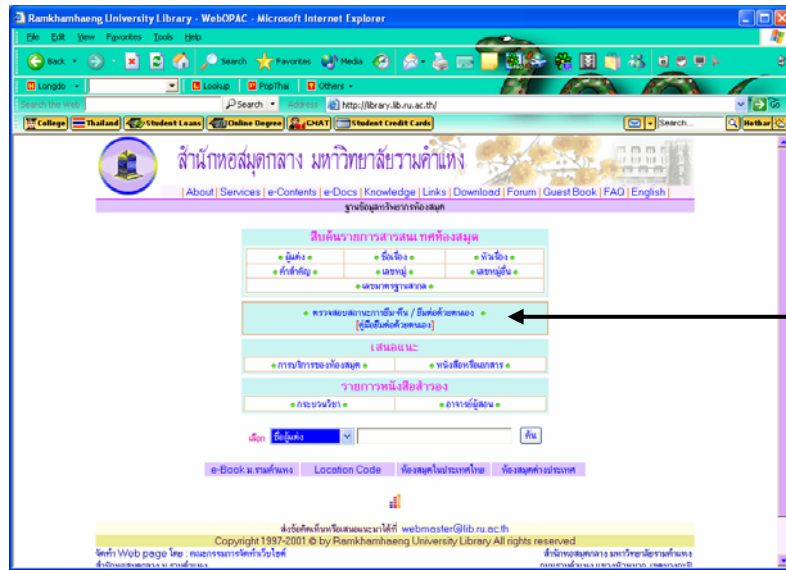 Ramkhamhaeng University Library - WebOPAC - Microsoft Internet Explorer
File Edit View Favorites Tools Help
Back Search Favorites Media
Longdo Lookup PopThai Others
Search the Web Search Address http://library.lib.ru.ac.th/ Go
College Thailand Student Loans Online Degree GMAT Student Credit Cards Search... Hotbar
สำนักหอสมุดกลาง มหาวิทยาลัยรามคำแหง
| About | Services | e-Contents | e-Docs | Knowledge | Links | Download | Forum | Guest Book | FAQ | English |
ฐานข้อมูลทรัพยากรห้องสมุด
สืบค้นรายการสารสนเทศห้องสมุด
ผู้แต่ง ชื่อเรื่อง หัวเรื่อง
คำสำคัญ เลขหมู่ เลขหมู่อื่น
เลขมาตรฐานสากล
ตรวจสอบสถานะการยืม-คืน / ยืมต่อด้วยตนเอง
[คู่มือยืมต่อด้วยตนเอง]
เสนอแนะ
การบริการของห้องสมุด หนังสือหรือเอกสาร
รายการหนังสือสำรอง
กระบวนวิชา อาจารย์ผู้สอน
เลือก ชื่อผู้แต่ง ค้น
e-Book ม.รามคำแหง Location Code ห้องสมุดในประเทศไทย ห้องสมุดต่างประเทศ
ส่งข้อคิดเห็นหรือเสนอแนะมาได้ที่ webmaster@lib.ru.ac.th
Copyright 1997-2001 © by Ramkhamhaeng University Library All rights reserved
จัดทำ Web page โดย : คณะกรรมการจัดทำเว็บไซต์ สำนักหอสมุดกลาง มหาวิทยาลัยรามคำแหง